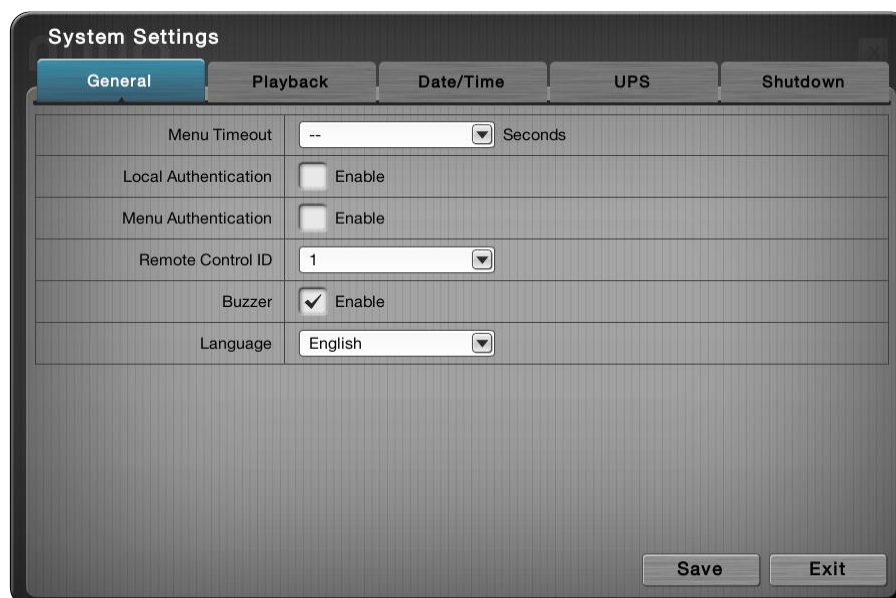 System Settings
General Playback Date/Time UPS Shutdown
Menu Timeout -- Seconds
Local Authentication Enable
Menu Authentication Enable
Remote Control ID 1
Buzzer Enable
Language English
Save Exit